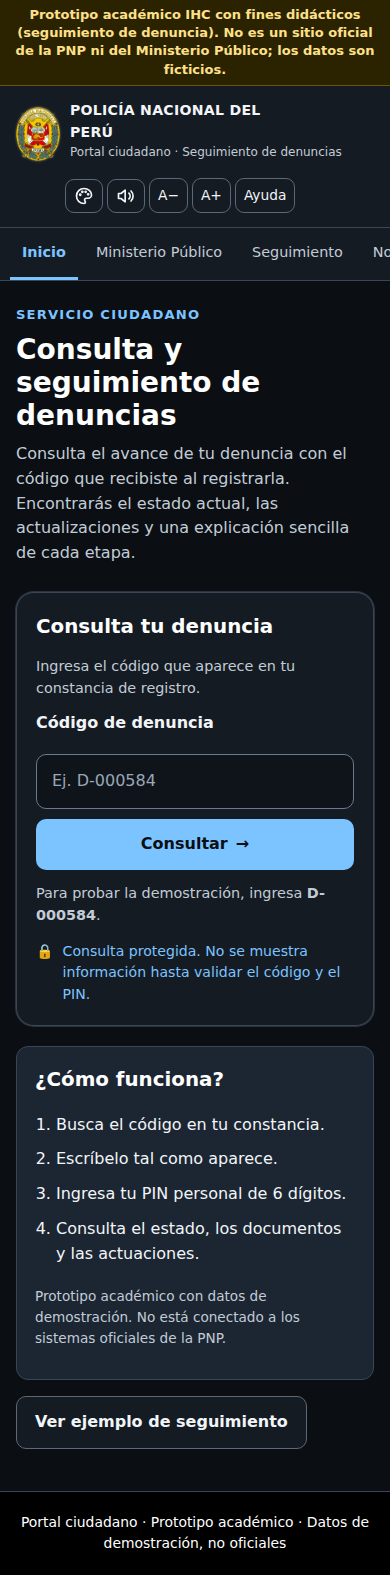 Prototipo académico IHC con fines didácticos
(seguimiento de denuncia). No es un sitio oficial
de la PNP ni del Ministerio Público; los datos son
ficticios.
POLICÍA NACIONAL DEL
PERÚ
Portal ciudadano · Seguimiento de denuncias
A− A+ Ayuda
Inicio Ministerio Público Seguimiento No
SERVICIO CIUDADANO
Consulta y
seguimiento de
denuncias
Consulta el avance de tu denuncia con el
código que recibiste al registrarla.
Encontrarás el estado actual, las
actualizaciones y una explicación sencilla
de cada etapa.
Consulta tu denuncia
Ingresa el código que aparece en tu
constancia de registro.
Código de denuncia
Ej. D-000584
Consultar →
Para probar la demostración, ingresa D-
000584.
Consulta protegida. No se muestra
información hasta validar el código y el
PIN.
¿Cómo funciona?
1. Busca el código en tu constancia.
2. Escríbelo tal como aparece.
3. Ingresa tu PIN personal de 6 dígitos.
4. Consulta el estado, los documentos
y las actuaciones.
Prototipo académico con datos de
demostración. No está conectado a los
sistemas oficiales de la PNP.
Ver ejemplo de seguimiento
Portal ciudadano · Prototipo académico · Datos de
demostración, no oficiales